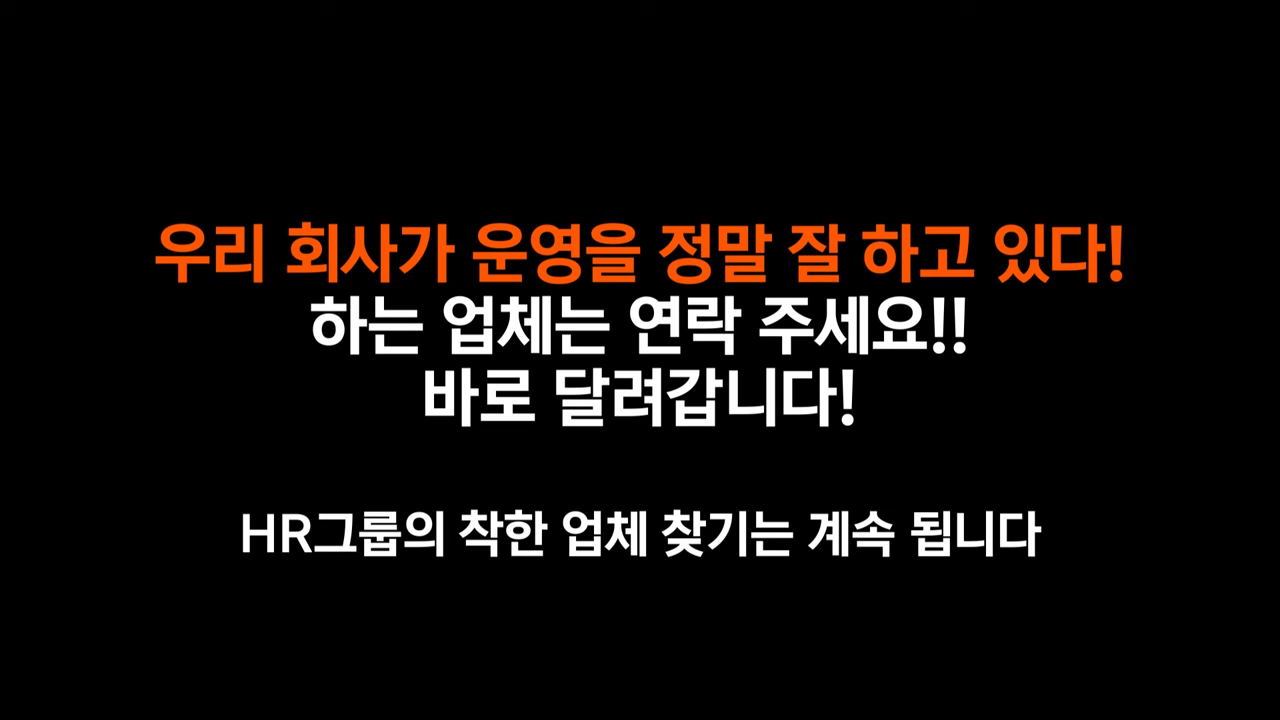 우리 회사가 운영을 정말 잘 하고 있다!
하는 업체는 연락 주세요!!
바로 달려갑니다!
HR그룹의 착한 업체 찾기는 계속 됩니다